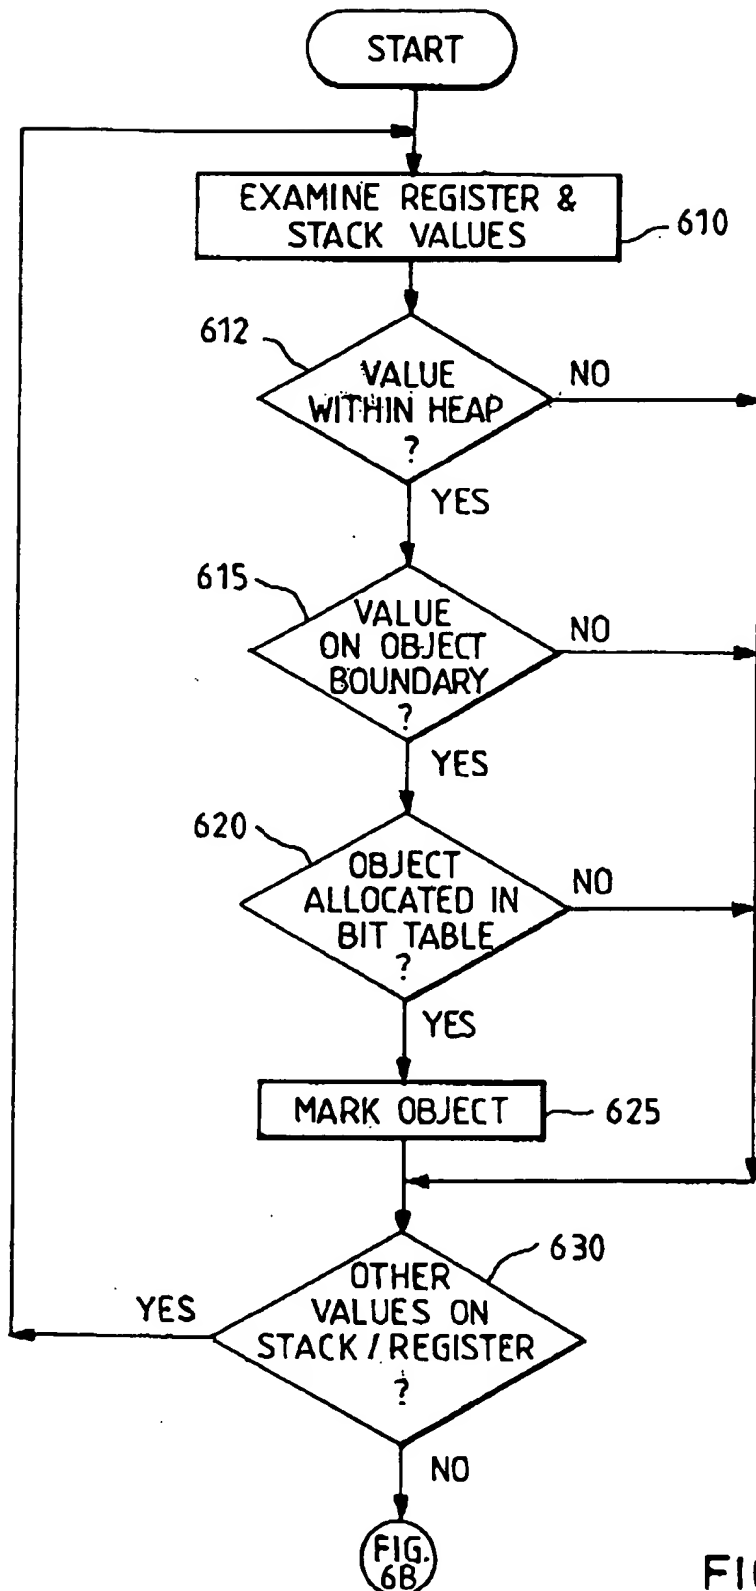 START
EXAMINE REGISTER &
STACK VALUES
610
612
VALUE
WITHIN HEAP
?
NO
YES
615
VALUE
ON OBJECT
BOUNDARY
?
NO
YES
620
OBJECT
ALLOCATED IN
BIT TABLE
?
NO
YES
MARK OBJECT
625
630
OTHER
VALUES ON
STACK / REGISTER
?
YES
NO
FIG.
6B